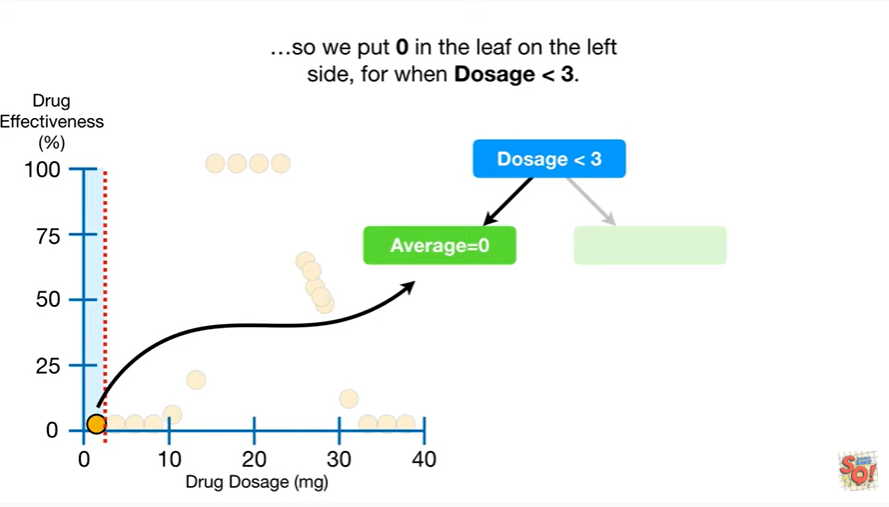 ...so we put 0 in the leaf on the left
side, for when Dosage < 3.
Drug
Effectiveness
(%)
100
75
50
25
0
0 10 20 30 40
Drug Dosage (mg)
Dosage < 3
Average=0
SQ!